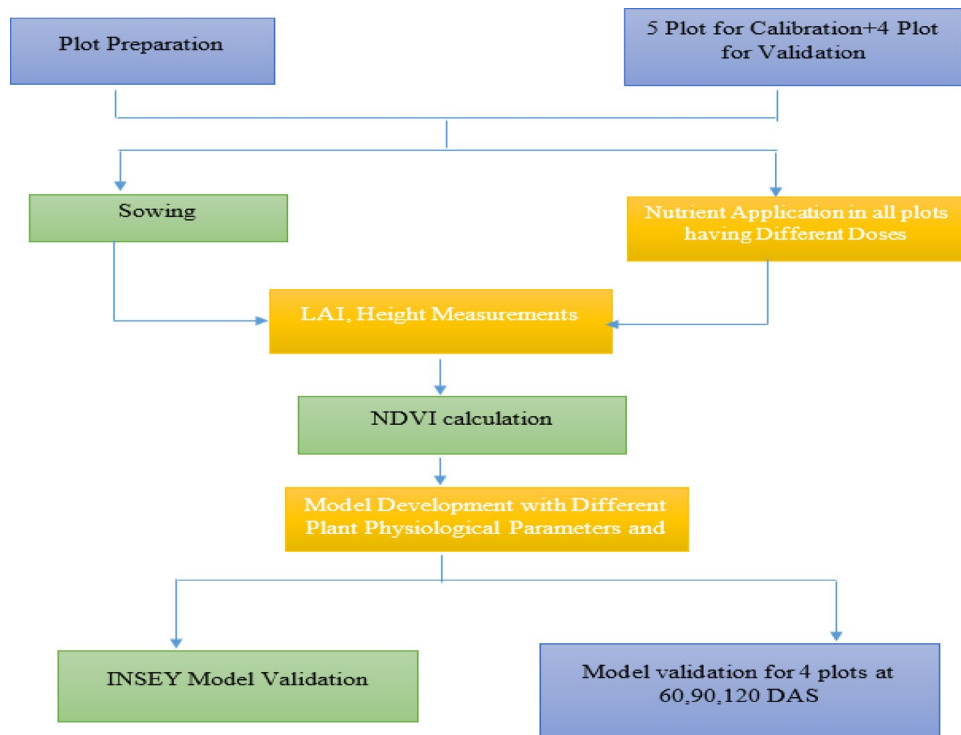 Plot Preparation
5 Plot for Calibration+4 Plot
for Validation
Sowing
Nutrient Application in all plots
having Different Doses
LAI, Height Measurements
NDVI calculation
Model Development with Different
Plant Physiological Parameters and
INSEY Model Validation
Model validation for 4 plots at
60,90,120 DAS